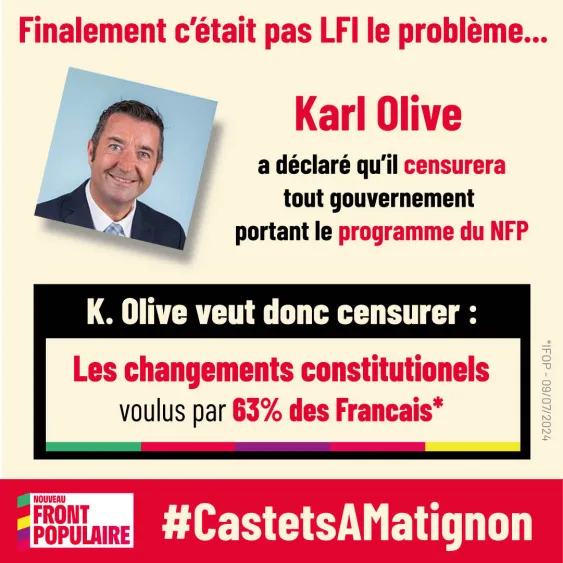 Finalement c’était pas LFI le problème...
Karl Olive
a déclaré qu’il censurera
tout gouvernement
portant le programme du NFP
K. Olive veut donc censurer :
Les changements constitutionels
voulus par 63% des Francais*
*IFOP - 09/07/2024
NOUVEAU
FRONT
POPULAIRE
#CastetsAMatignon